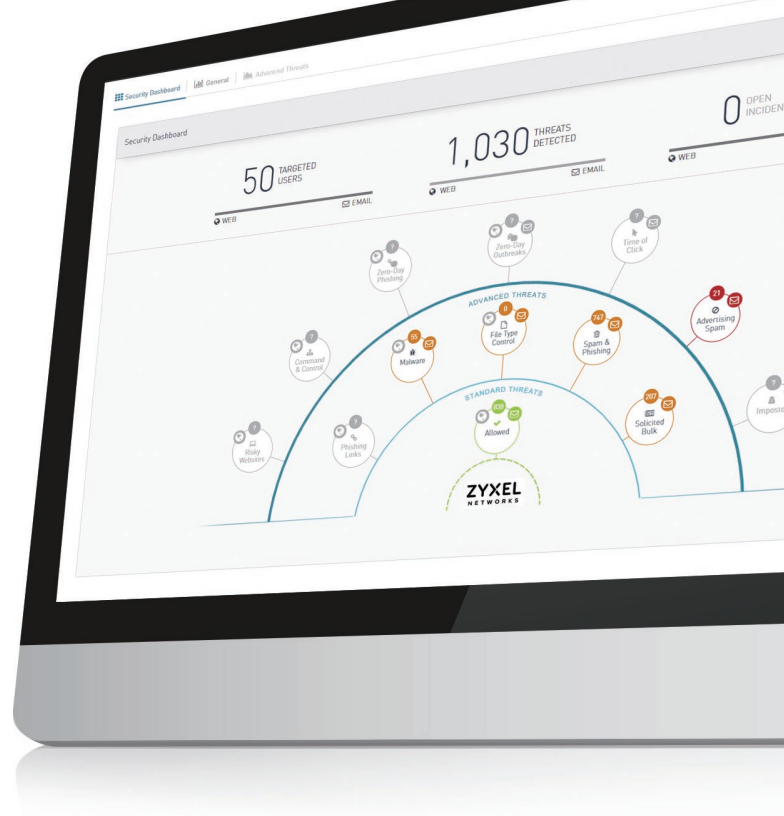 Security Dashboard
General
Advanced Threats
Security Dashboard
50 TARGETED
USERS
WEB
EMAIL
1,030 THREATS
DETECTED
WEB
EMAIL
0 OPEN
INCIDEN
WEB
?
Zero-Day
Phishing
?
Zero-Day
Outbreaks
?
Time of
Click
ADVANCED THREATS
?
Command
& Control
55
Malware
0
File Type
Control
747
Spam &
Phishing
21
Advertising
Spam
STANDARD THREATS
?
Risky
Websites
?
Phishing
Links
Allowed
207
Solicited
Bulk
?
Imposto
ZYXEL
NETWORKS